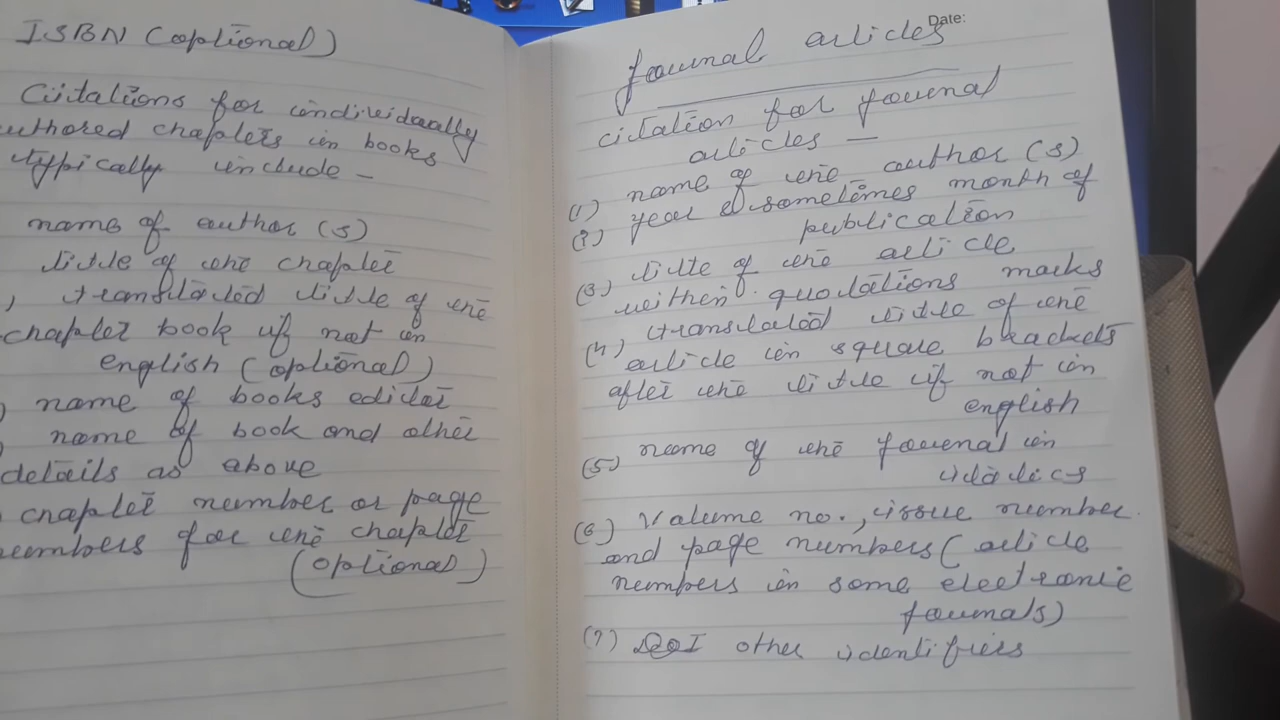 ISBN (optional)
Citations for individually
uthored chapters in books
typically include -
name of author (s)
title of the chapter
) translated title of the
chapter book if not in
english (optional)
) name of books editor
) name of book and other
details as above
chapter number or page
numbers for the chapter
(optional)
Date:
Journal articles
citation for journal
articles —
(1) name of the author (s)
(2) year & sometimes month of
publication
(3) title of the article
within quotations marks
(4) translated title of the
article in square brackets
after the title if not in
english
(5) name of the journal in
italics
(6) Volume no., issue number
and page numbers (article
numbers in some electronic
journals)
(7) DOI other identifiers